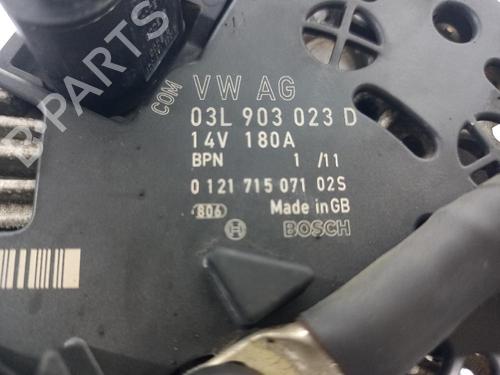 VW AG
COM
03L 903 023 D
14V 180A
BPN 1 /11
0 121 715 071 02S
806 Made in GB
BOSCH
B-PARTS